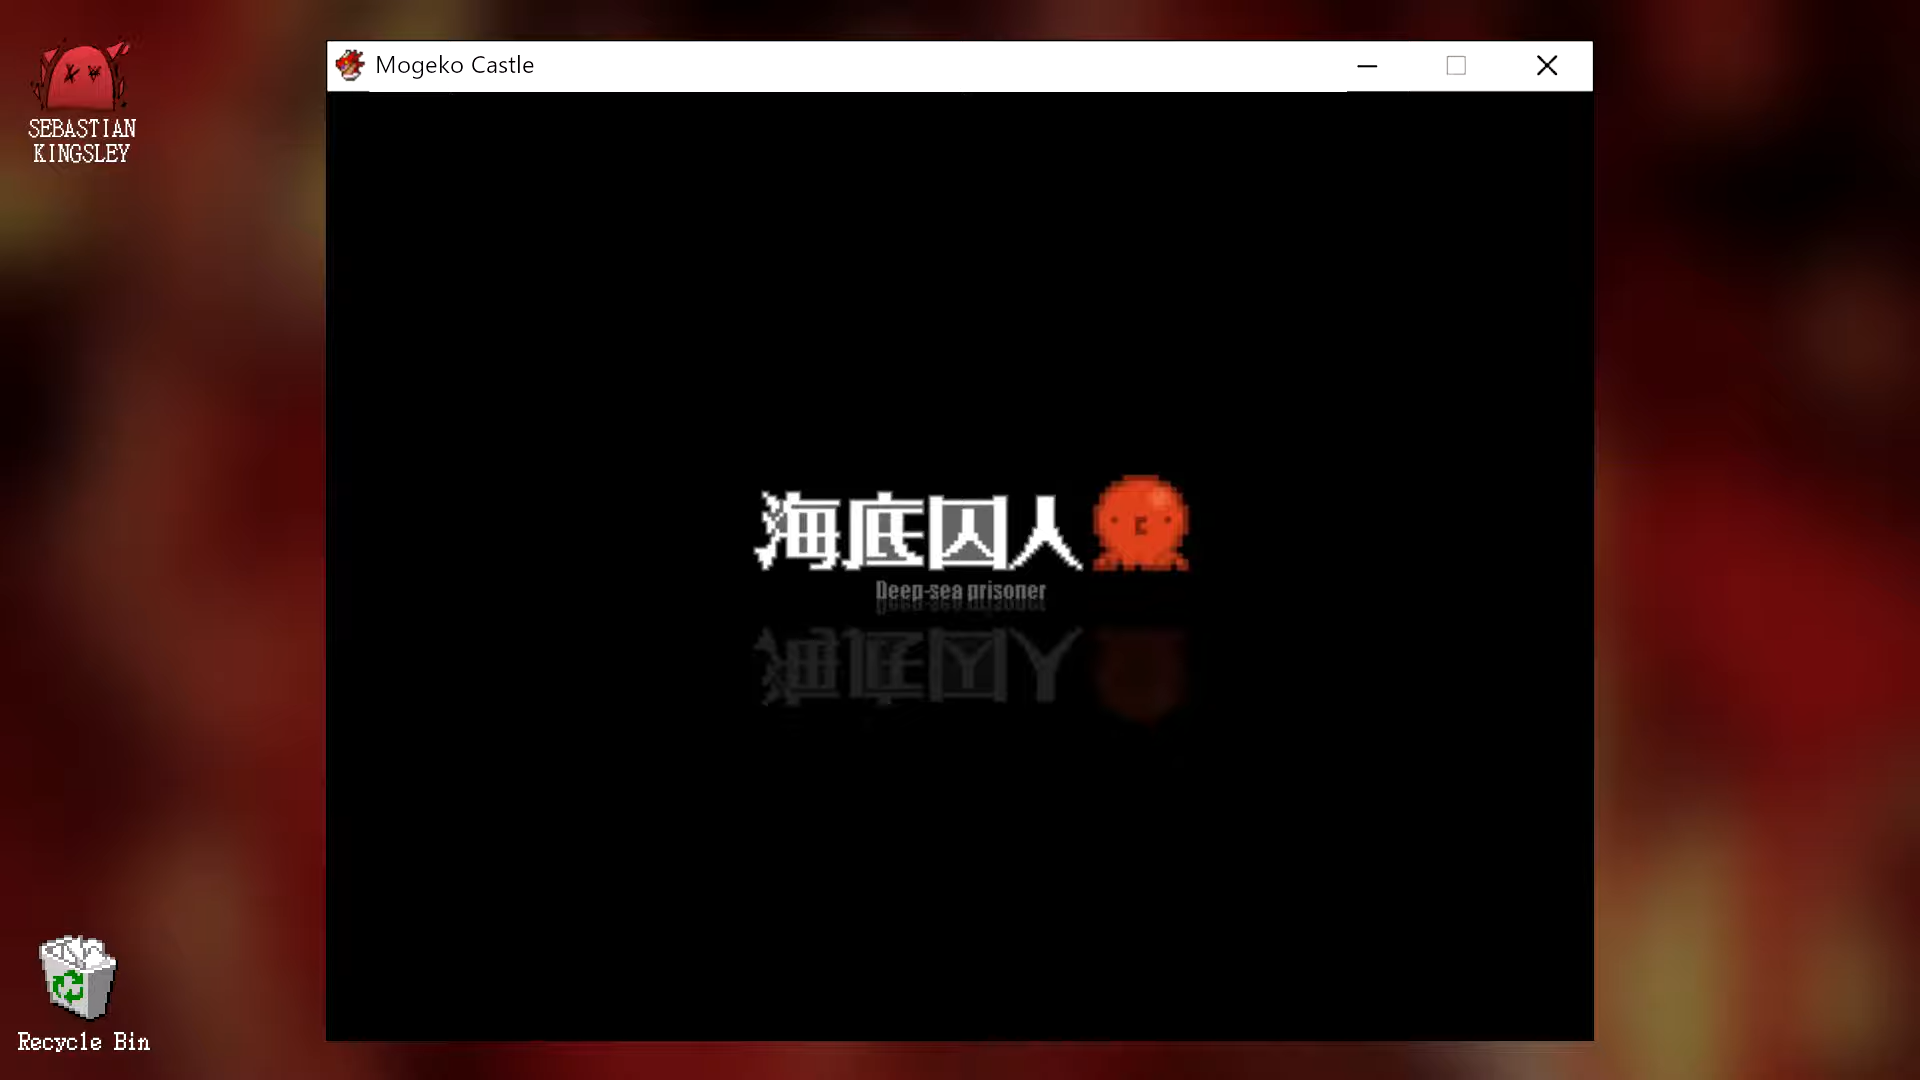 Mogeko Castle
SEBASTIAN
KINGSLEY
海底囚人
Deep-sea prisoner
Recycle Bin